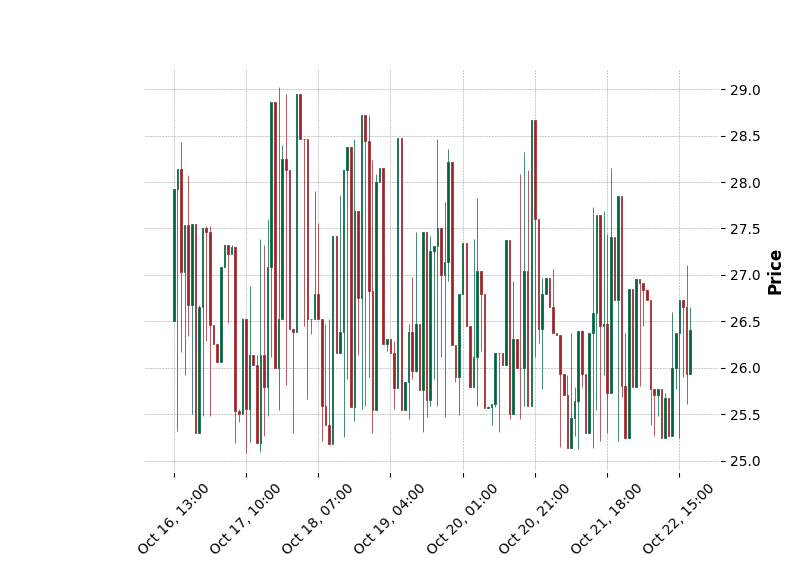 29.0
28.5
28.0
27.5
27.0
26.5
26.0
25.5
25.0
Price
Oct 16, 13:00
Oct 17, 10:00
Oct 18, 07:00
Oct 19, 04:00
Oct 20, 01:00
Oct 20, 21:00
Oct 21, 18:00
Oct 22, 15:00